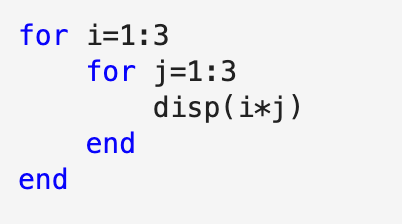 for i=1:3
    for j=1:3
        disp(i*j)
    end
end